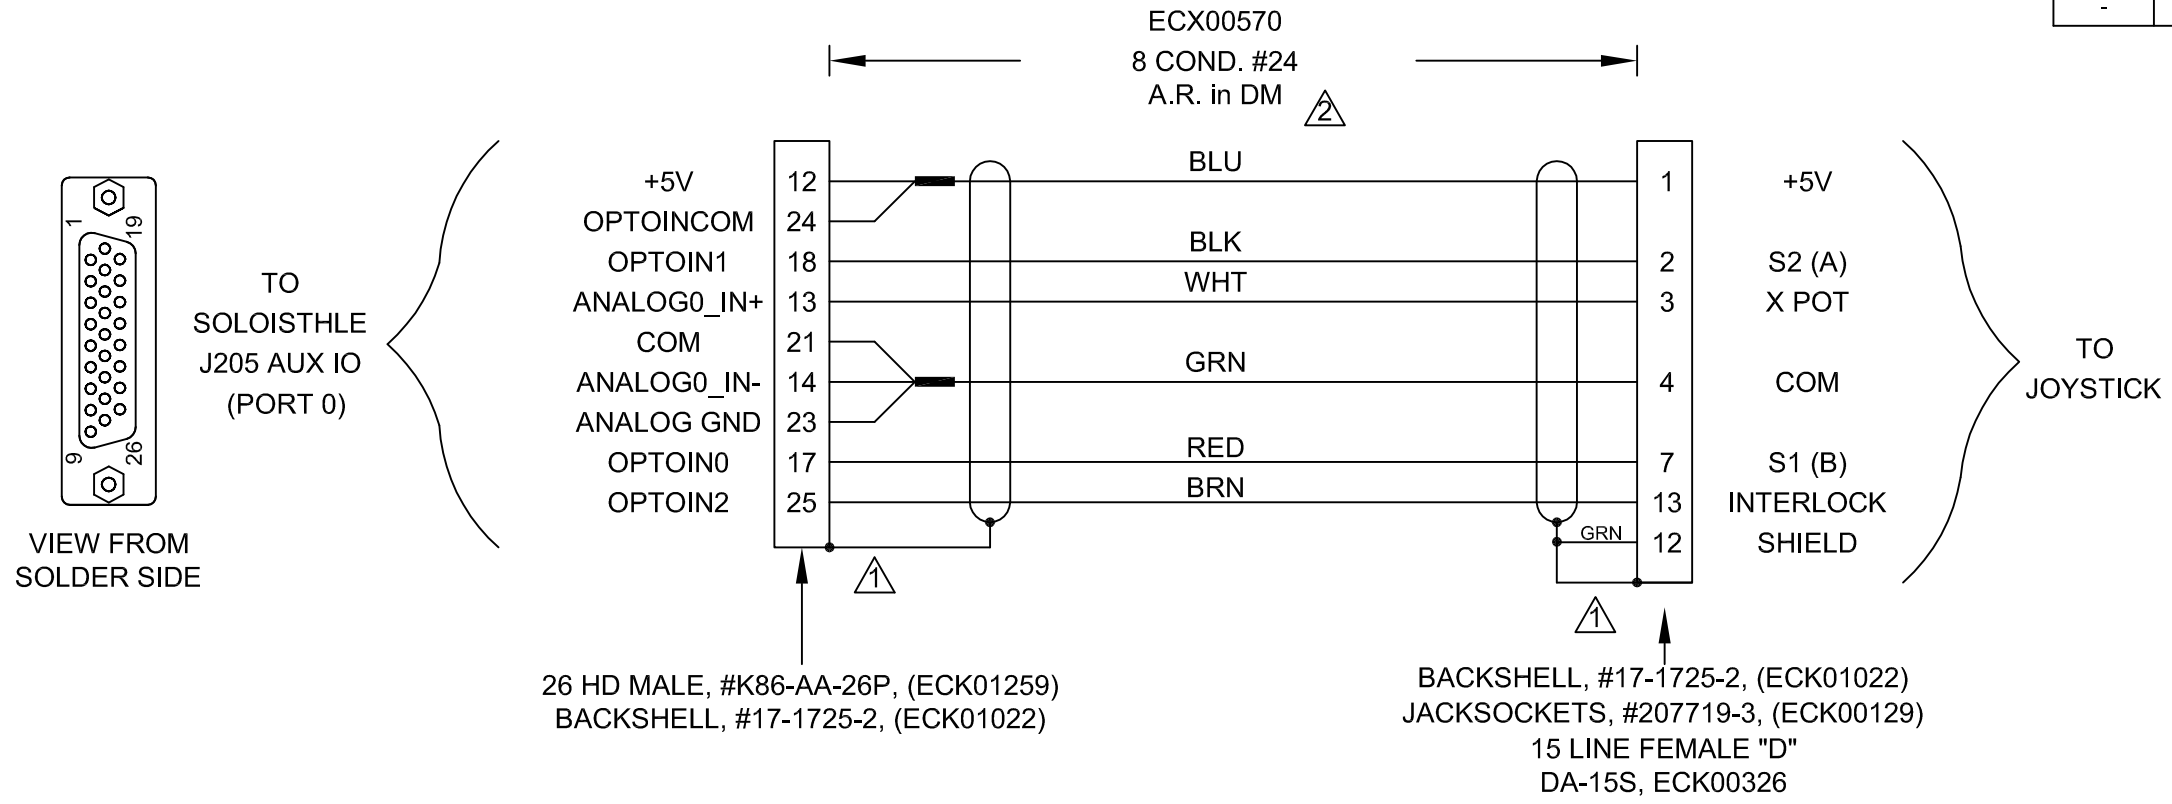 -
ECX00570
8 COND. #24
A.R. in DM
2
1
19
9
26
VIEW FROM
SOLDER SIDE
TO
SOLOISTHLE
J205 AUX IO
(PORT 0)
+5V 12 BLU 1 +5V
OPTOINCOM 24
OPTOIN1 18 BLK 2 S2 (A)
ANALOG0_IN+ 13 WHT 3 X POT
COM 21
ANALOG0_IN- 14 GRN 4 COM
ANALOG GND 23
OPTOIN0 17 RED 7 S1 (B)
OPTOIN2 25 BRN 13 INTERLOCK
GRN 12 SHIELD
TO
JOYSTICK
1
1
26 HD MALE, #K86-AA-26P, (ECK01259)
BACKSHELL, #17-1725-2, (ECK01022)
BACKSHELL, #17-1725-2, (ECK01022)
JACKSOCKETS, #207719-3, (ECK00129)
15 LINE FEMALE "D"
DA-15S, ECK00326